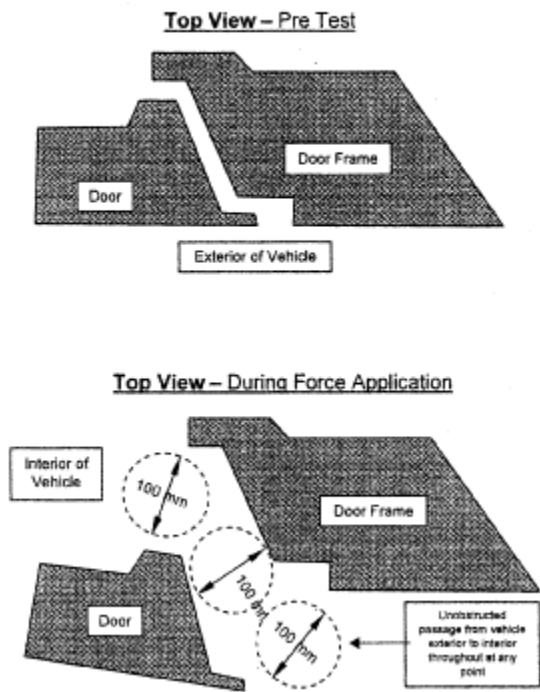 Top View – Pre Test
Door Frame
Door
Exterior of Vehicle
Top View – During Force Application
Interior of
Vehicle
100 mm
Door Frame
100 mm
Door
100 mm
Unobstructed
passage from vehicle
exterior to interior
throughout at any
point